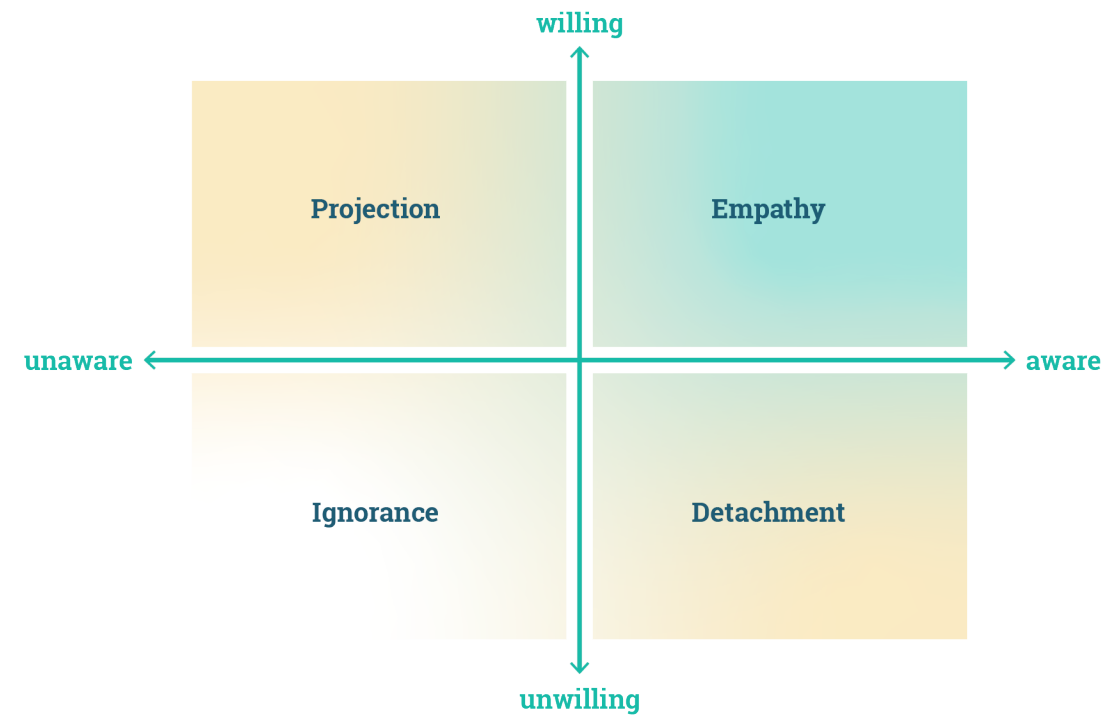 willing
Projection
Empathy
unaware
aware
Ignorance
Detachment
unwilling